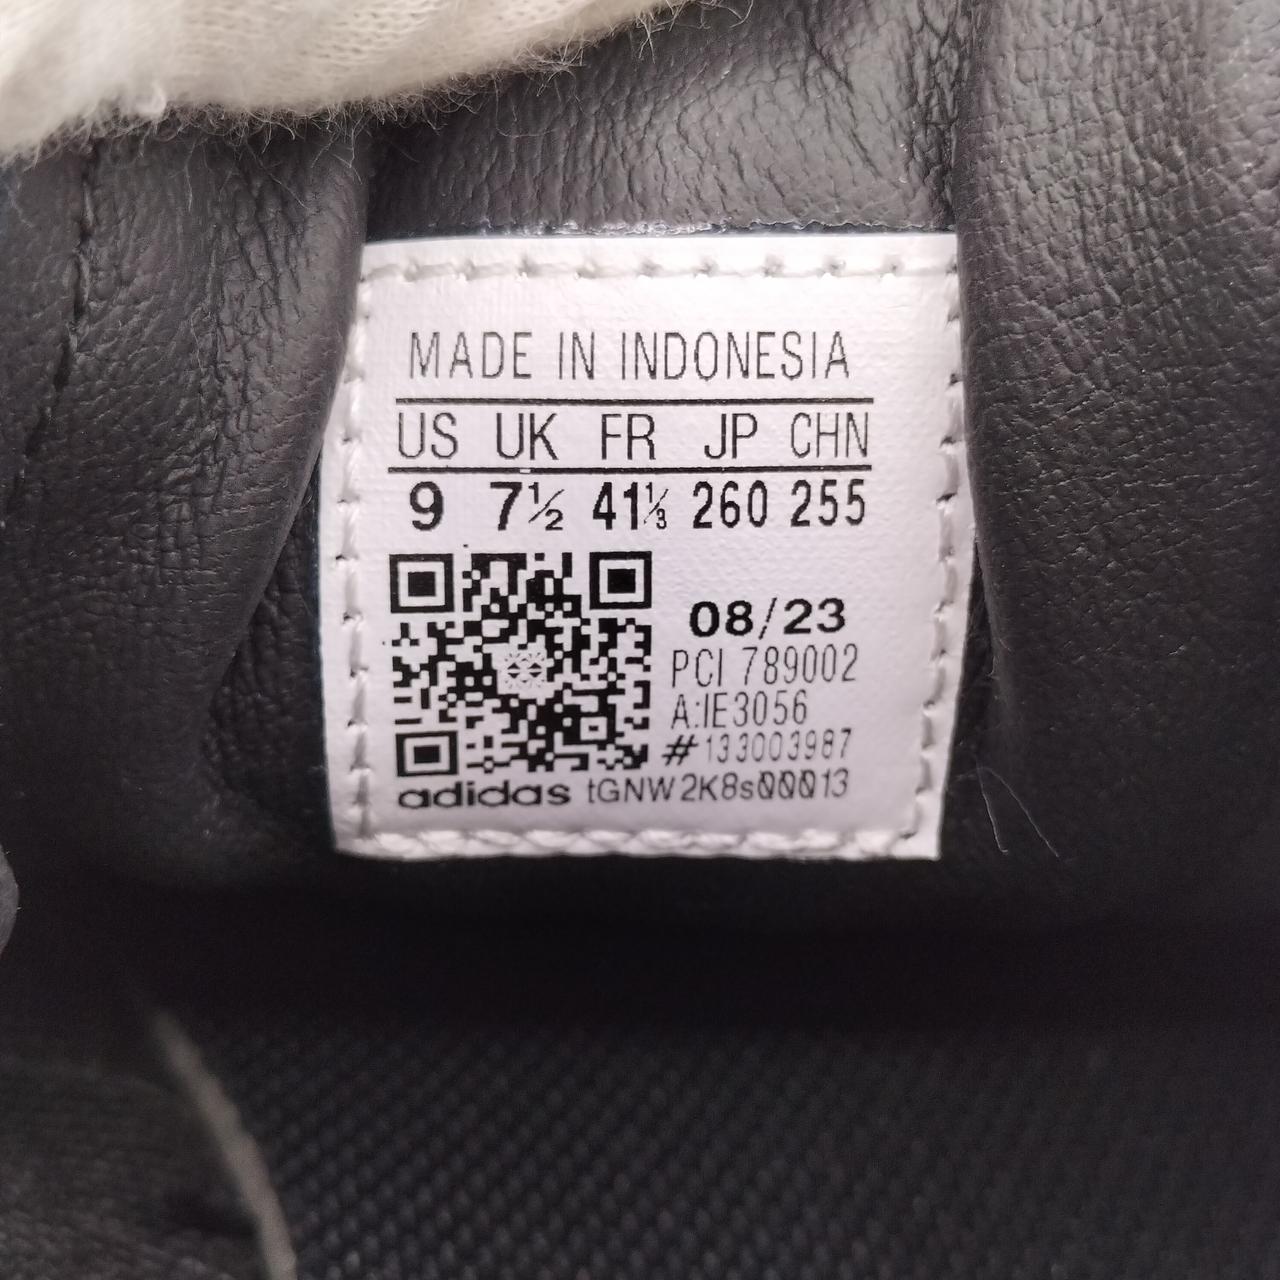 MADE IN INDONESIA
US UK FR JP CHN
9 7½ 41⅓ 260 255
08/23
PCI 789002
A:IE3056
#133003987
adidas tGNW2K8s00013